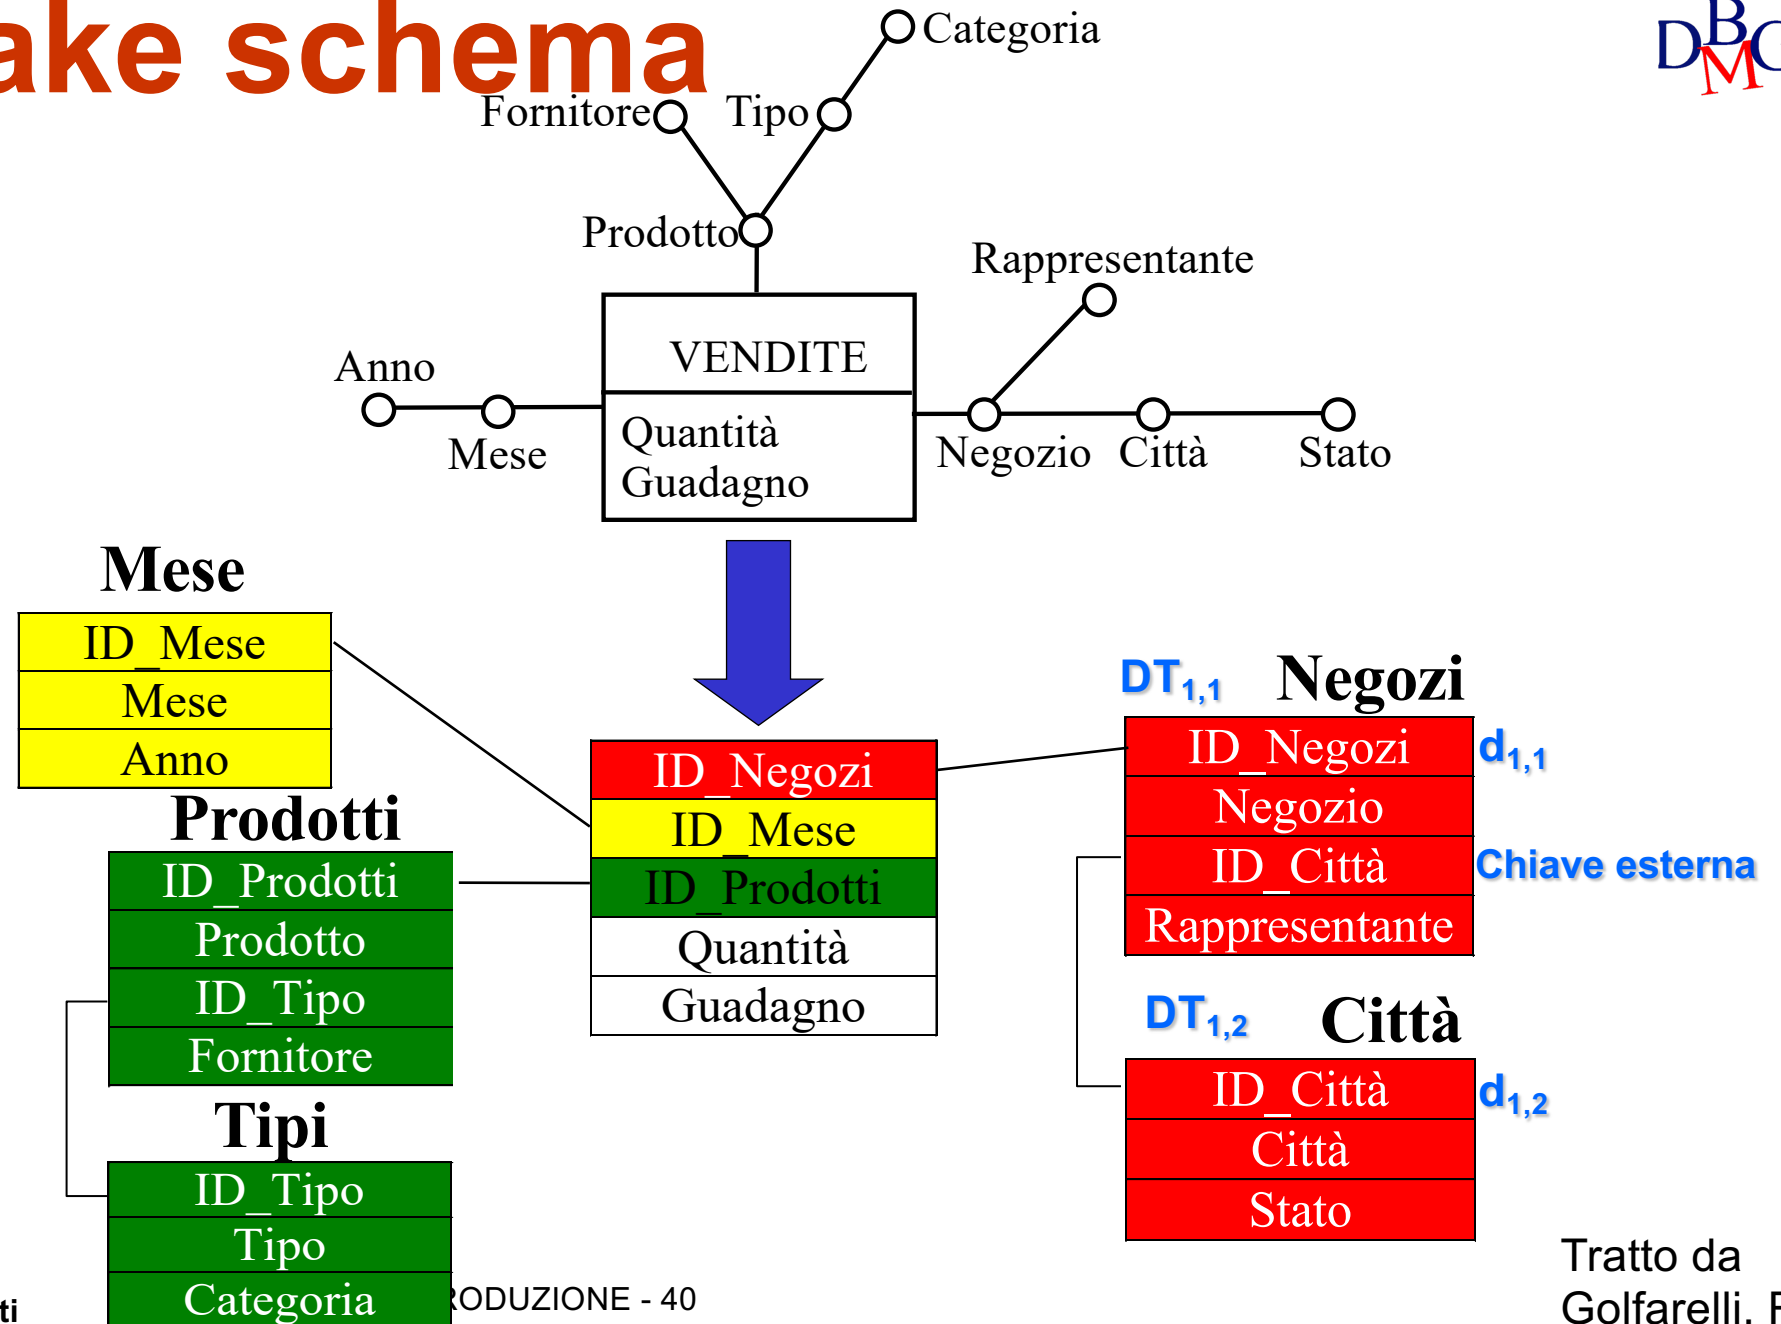 ake schema
Categoria
DBMG
Fornitore
Tipo
Prodotto
Rappresentante
VENDITE
Anno
Mese
Quantità
Guadagno
Negozio
Città
Stato
Mese
ID_Mese
Mese
Anno
Prodotti
ID_Prodotti
Prodotto
ID_Tipo
Fornitore
Tipi
ID_Tipo
Tipo
Categoria
ID_Negozi
ID_Mese
ID_Prodotti
Quantità
Guadagno
DT1,1
Negozi
ID_Negozi
d1,1
Negozio
ID_Città
Chiave esterna
Rappresentante
DT1,2
Città
ID_Città
d1,2
Città
Stato
Tratto da
Golfarelli,
ti
RODUZIONE - 40